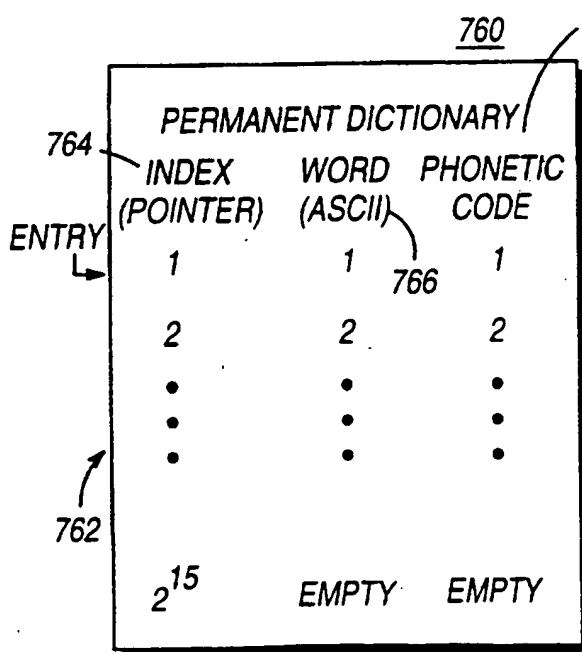 760
PERMANENT DICTIONARY
764
INDEX WORD PHONETIC
(POINTER) (ASCII) CODE
ENTRY
1 1 1
766
2 2 2
762
2^15 EMPTY EMPTY